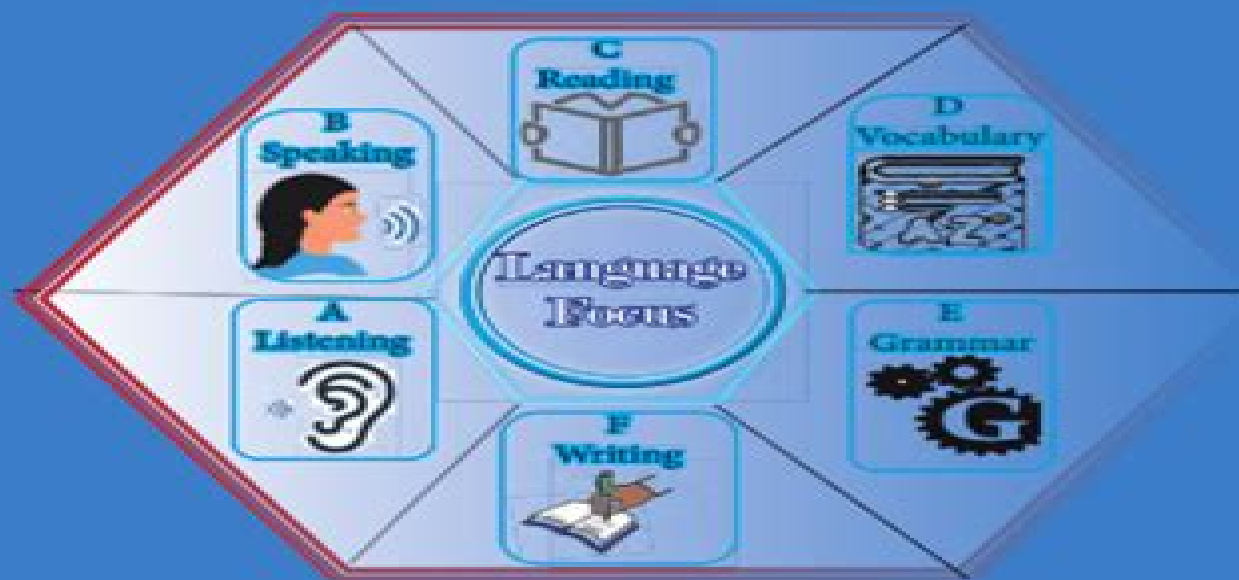 C
Reading
B
Speaking
D
Vocabulary
A-Z
Language
Focus
A
Listening
E
Grammar
G
F
Writing